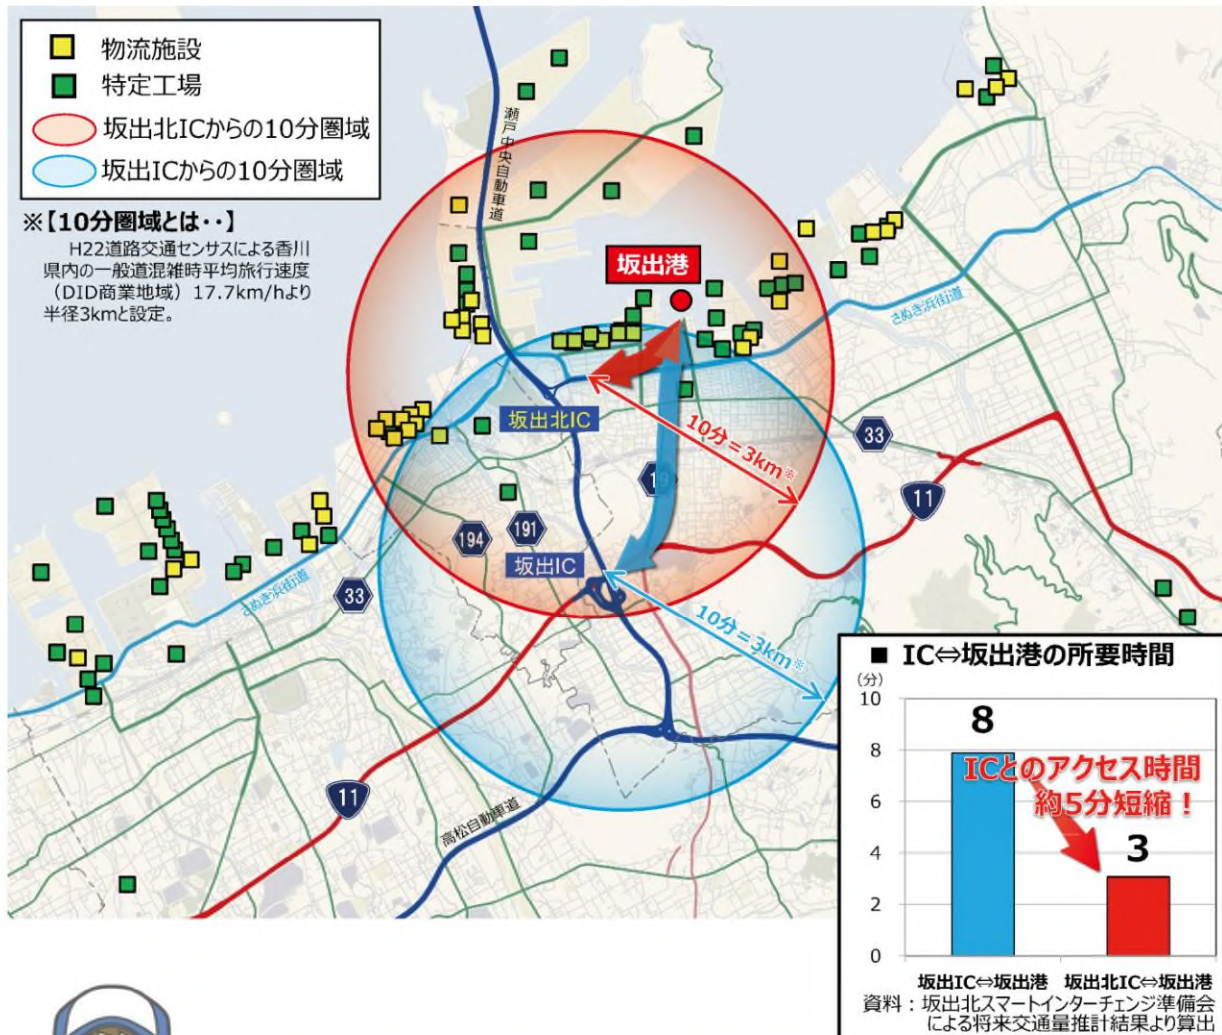 物流施設
特定工場
坂出北ICからの10分圏域
坂出ICからの10分圏域
※【10分圏域とは・・】
H22道路交通センサスによる香川
県内の一般道混雑時平均旅行速度
（DID商業地域）17.7km/hより
半径3kmと設定。
瀬戸中央自動車道
坂出港
さぬき浜街道
坂出北IC
10分＝3km※
33
19
11
194
191
坂出IC
さぬき浜街道
33
10分＝3km※
11
高松自動車道
■ IC⇔坂出港の所要時間
（分）
10
8
6
4
2
0
8
ICとのアクセス時間
約5分短縮！
3
坂出IC⇔坂出港
坂出北IC⇔坂出港
資料：坂出北スマートインターチェンジ準備会
による将来交通量推計結果より算出